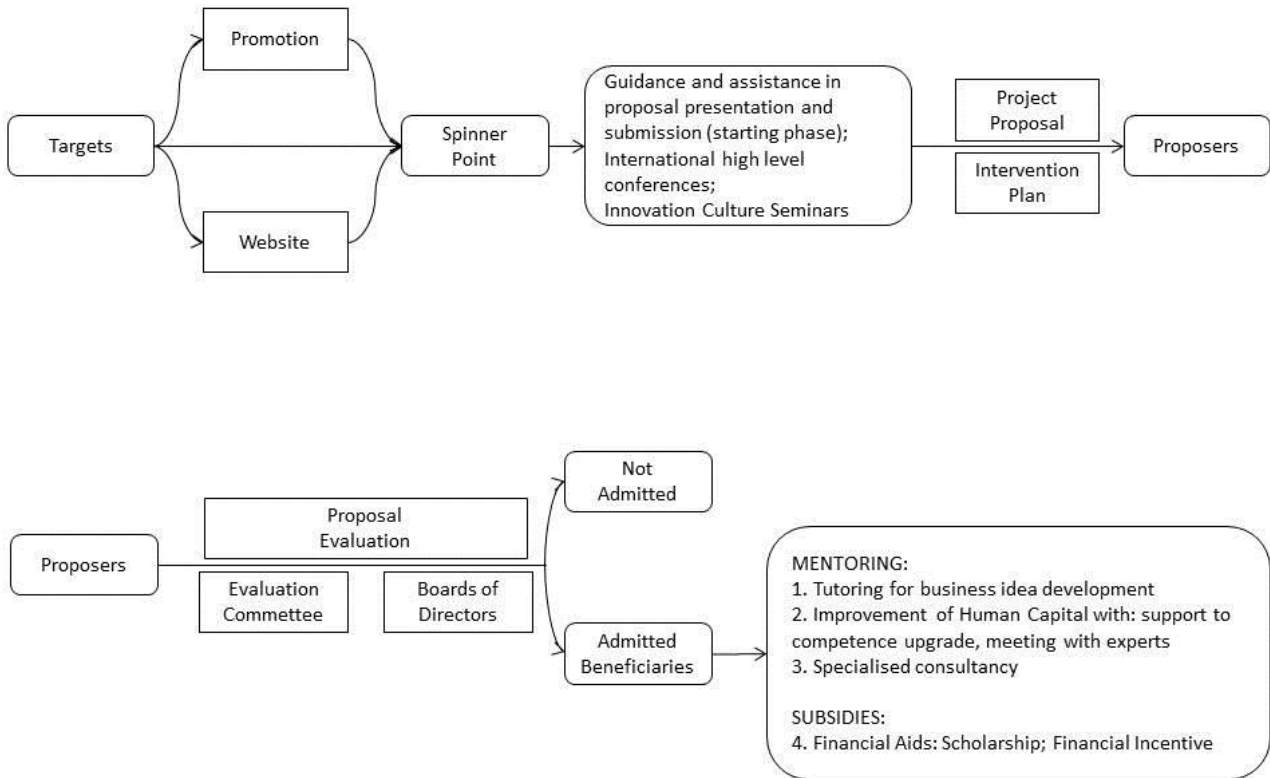 Promotion
Targets
Website
Spinner
Point
Guidance and assistance in
proposal presentation and
submission (starting phase);
International high level
conferences;
Innovation Culture Seminars
Project
Proposal
Intervention
Plan
Proposers
Proposers
Proposal
Evaluation
Evaluation
Committee
Boards of
Directors
Not
Admitted
Admitted
Beneficiaries
MENTORING:
1. Tutoring for business idea development
2. Improvement of Human Capital with: support to
competence upgrade, meeting with experts
3. Specialised consultancy
SUBSIDIES:
4. Financial Aids: Scholarship; Financial Incentive